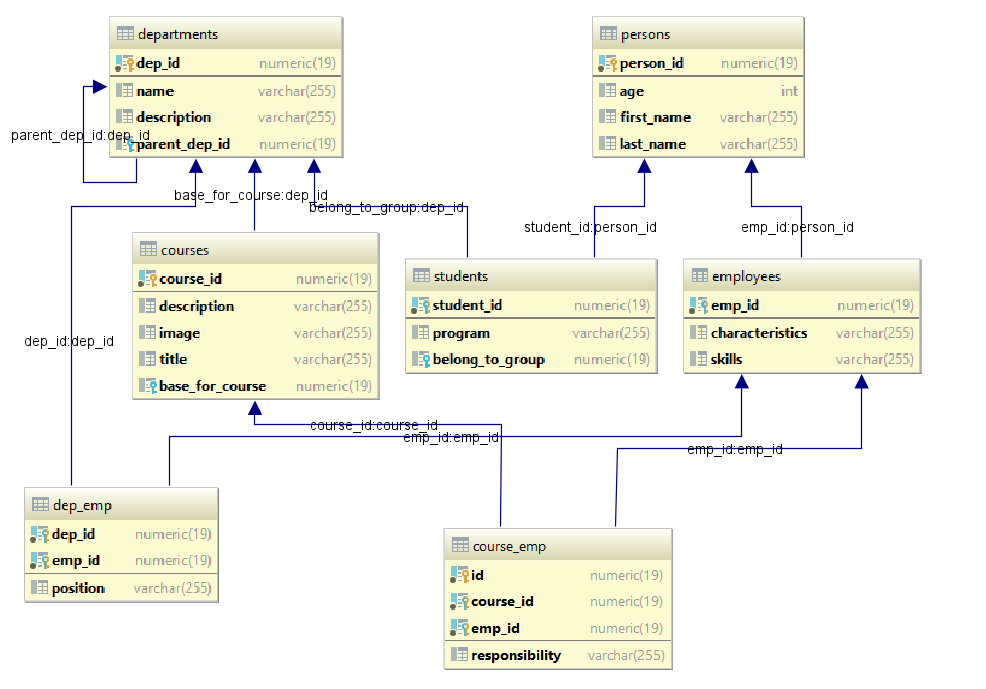 departments
dep_id numeric(19)
name varchar(255)
description varchar(255)
parent_dep_id numeric(19)
persons
person_id numeric(19)
age int
first_name varchar(255)
last_name varchar(255)
parent_dep_id:dep_id
base_for_course:dep_id
belong_to_group:dep_id
student_id:person_id
emp_id:person_id
courses
course_id numeric(19)
description varchar(255)
image varchar(255)
title varchar(255)
base_for_course numeric(19)
students
student_id numeric(19)
program varchar(255)
belong_to_group numeric(19)
employees
emp_id numeric(19)
characteristics varchar(255)
skills varchar(255)
dep_id:dep_id
course_id:course_id
emp_id:emp_id
emp_id:emp_id
dep_emp
dep_id numeric(19)
emp_id numeric(19)
position varchar(255)
course_emp
id numeric(19)
course_id numeric(19)
emp_id numeric(19)
responsibility varchar(255)